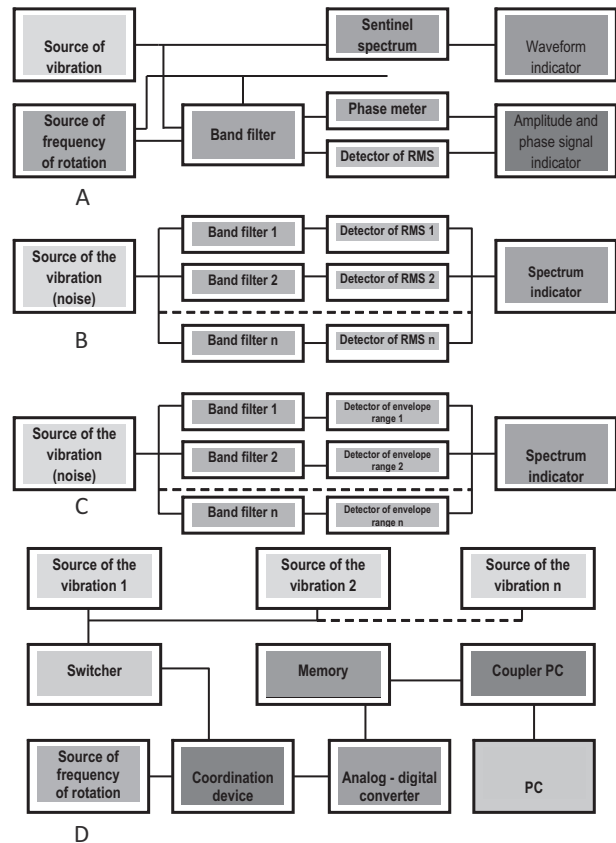 Source of
vibration
Sentinel
spectrum
Waveform
indicator
Source of
frequency
of rotation
Band filter
Phase meter
Detector of RMS
Amplitude and
phase signal
indicator
A
Source of the
vibration
(noise)
Band filter 1
Detector of RMS 1
Band filter 2
Detector of RMS 2
Band filter n
Detector of RMS n
Spectrum
indicator
B
Source of the
vibration
(noise)
Band filter 1
Detector of envelope
range 1
Band filter 2
Detector of envelope
range 2
Band filter n
Detector of envelope
range n
Spectrum
indicator
C
Source of the
vibration 1
Source of the
vibration 2
Source of the
vibration n
Switcher
Memory
Coupler PC
Source of
frequency
of rotation
Coordination
device
Analog - digital
converter
PC
D